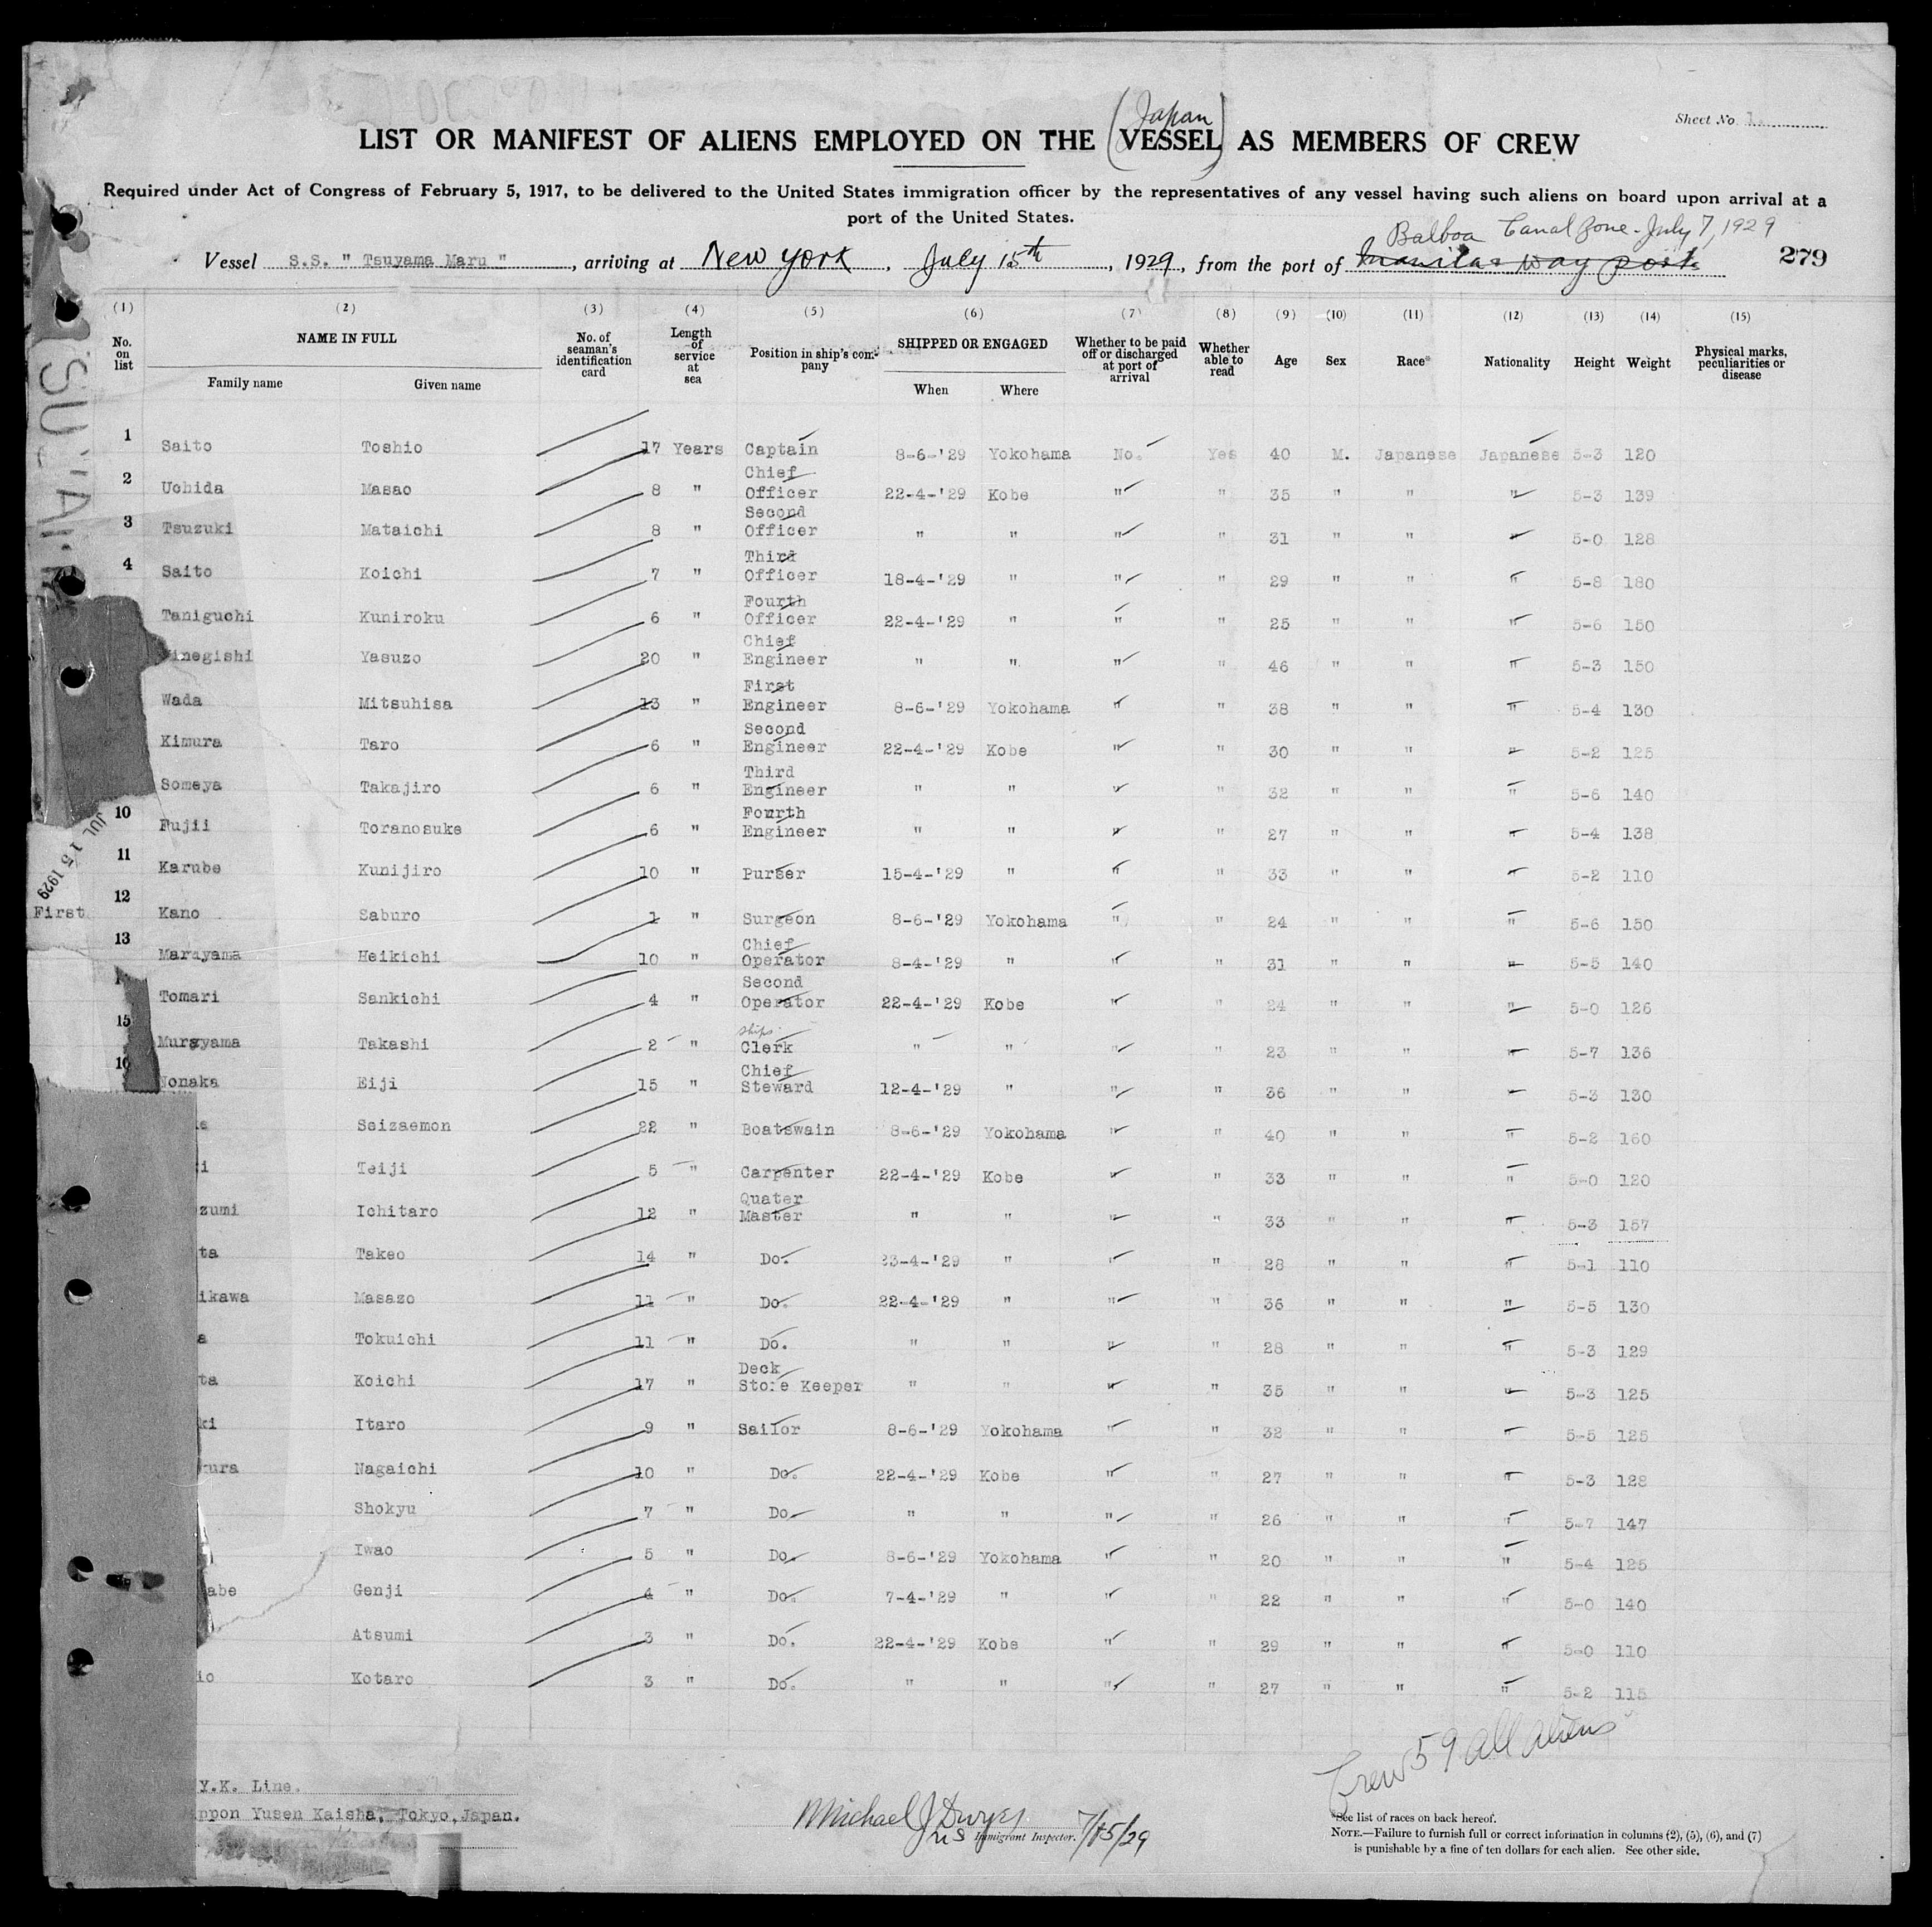 Sheet No. 1.
(Japan)
LIST OR MANIFEST OF ALIENS EMPLOYED ON THE VESSEL AS MEMBERS OF CREW
Required under Act of Congress of February 5, 1917, to be delivered to the United States immigration officer by the representatives of any vessel having such aliens on board upon arrival at a
port of the United States.
Balboa Canal Zone - July 7, 1929
Vessel S.S. " Tsuyama Maru ", arriving at New York, July 15th, 1929, from the port of Manila & way ports 279
(1) (2) (3) (4) (5) (6) (7) (8) (9) (10) (11) (12) (13) (14) (15)
No. on list NAME IN FULL No. of seaman's identification card Length of service at sea Position in ship's company SHIPPED OR ENGAGED Whether to be paid off or discharged at port of arrival Whether able to read Age Sex Race* Nationality Height Weight Physical marks, peculiarities or disease
Family name Given name When Where
1 Saito Toshio 17 Years Captain 8-6-'29 Yokohama No. Yes 40 M. Japanese Japanese 5-3 120
2 Uchida Masao 8 " Chief Officer 22-4-'29 Kobe " " 35 " " " 5-3 139
3 Tsuzuki Mataichi 8 " Second Officer " " " " 31 " " " 5-0 128
4 Saito Koichi 7 " Third Officer 18-4-'29 " " " 29 " " " 5-8 180
Taniguchi Kuniroku 6 " Fourth Officer 22-4-'29 " " " 25 " " " 5-6 150
inegishi Yasuzo 20 " Chief Engineer " " " " 46 " " " 5-3 150
Wada Mitsuhisa 13 " First Engineer 8-6-'29 Yokohama " " 38 " " " 5-4 130
Kimura Taro 6 " Second Engineer 22-4-'29 Kobe " " 30 " " " 5-2 125
Someya Takajiro 6 " Third Engineer " " " " 32 " " " 5-6 140
10 Fujii Toranosuke 6 " Fourth Engineer " " " " 27 " " " 5-4 138
11 Karube Kunijiro 10 " Purser 15-4-'29 " " " 33 " " " 5-2 110
12 Kano Saburo 1 " Surgeon 8-6-'29 Yokohama " " 24 " " " 5-6 150
13 Maruyama Heikichi 10 " Chief Operator 8-4-'29 " " " 31 " " " 5-5 140
Tomari Sankichi 4 " Second Operator 22-4-'29 Kobe " " 24 " " " 5-0 126
15 Murayama Takashi 2 " Ships Clerk " " " " 23 " " " 5-7 136
16 Nonaka Eiji 15 " Chief Steward 12-4-'29 " " " 36 " " " 5-3 130
Seizaemon 22 " Boatswain 8-6-'29 Yokohama " " 40 " " " 5-2 160
i Teiji 5 " Carpenter 22-4-'29 Kobe " " 33 " " " 5-0 120
zumi Ichitaro 12 " Quater Master " " " " 33 " " " 5-3 157
ta Takeo 14 " Do. 23-4-'29 " " " 28 " " " 5-1 110
ikawa Masazo 11 " Do. 22-4-'29 " " " 36 " " " 5-5 130
a Tokuichi 11 " Do. " " " " 28 " " " 5-3 129
ta Koichi 17 " Deck Store Keeper " " " " 35 " " " 5-3 125
ki Itaro 9 " Sailor 8-6-'29 Yokohama " " 32 " " " 5-5 125
ura Nagaichi 10 " Do. 22-4-'29 Kobe " " 27 " " " 5-3 128
Shokyu 7 " Do. " " " " 26 " " " 5-7 147
Iwao 5 " Do. 8-6-'29 Yokohama " " 20 " " " 5-4 125
abe Genji 4 " Do. 7-4-'29 " " " 22 " " " 5-0 140
Atsumi 3 " Do. 22-4-'29 Kobe " " 29 " " " 5-0 110
io Kotaro 3 " Do. " " " " 27 " " " 5-2 115
JUL 15 1929
First
Crew 59 all aliens
Y.K. Line.
ippon Yusen Kaisha, Tokyo, Japan.
Michael J Dwyer 7/15/29
US Immigrant Inspector.
*See list of races on back hereof.
NOTE.—Failure to furnish full or correct information in columns (2), (5), (6), and (7)
is punishable by a fine of ten dollars for each alien. See other side.